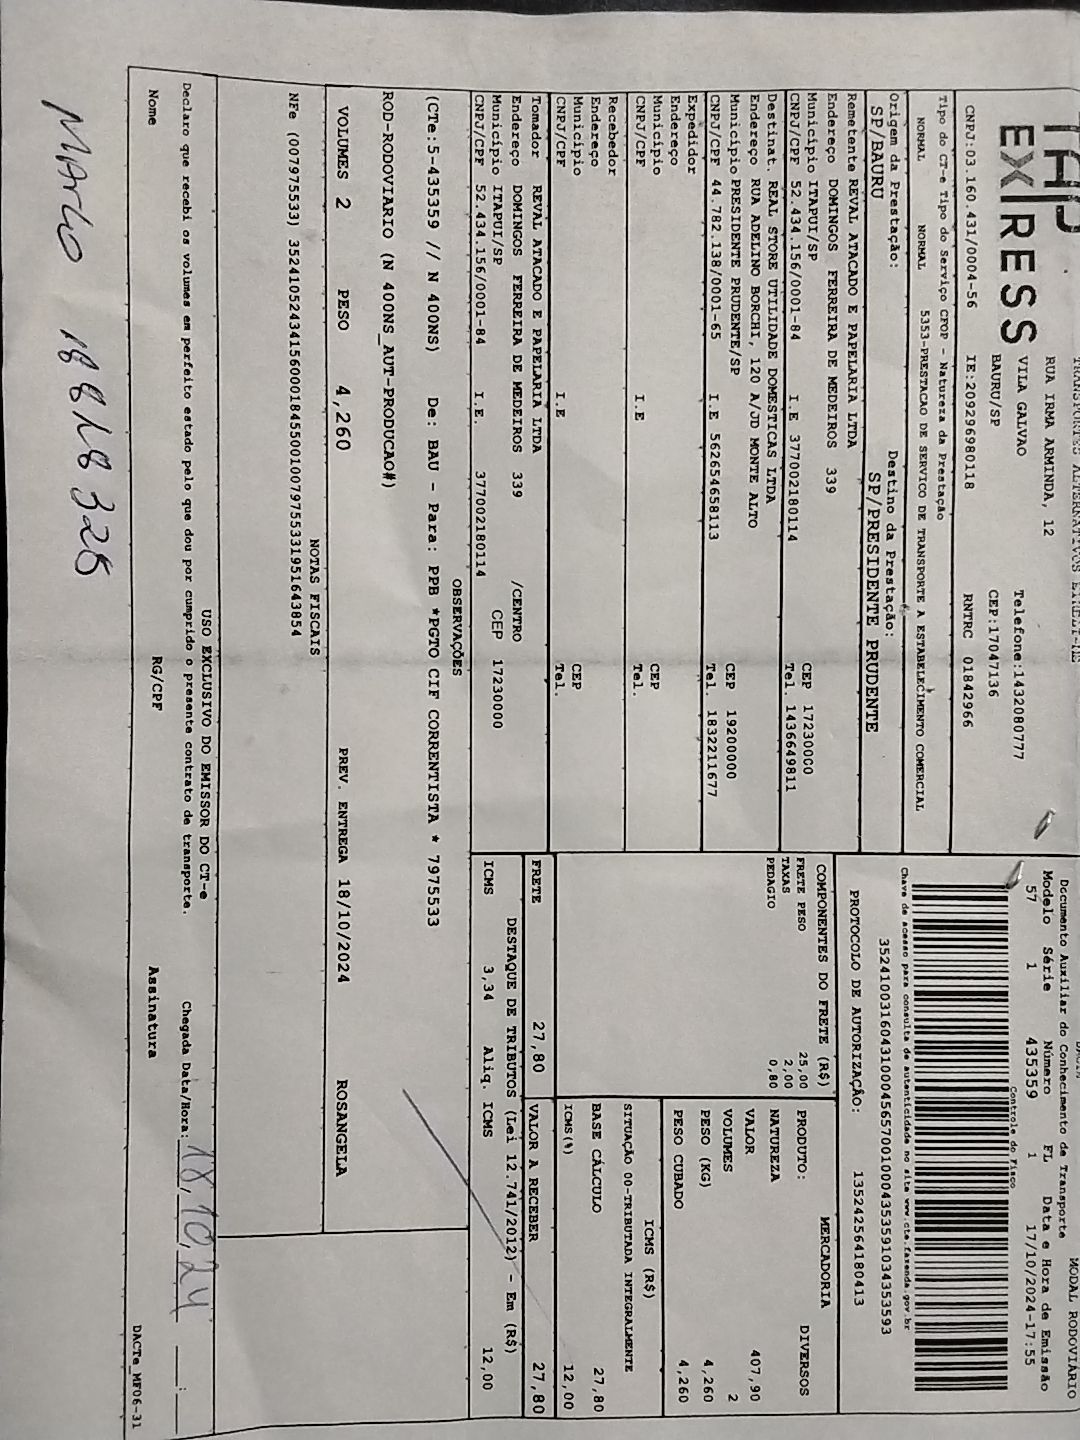 TAP
EXPRESS
RUA IRMA ARMINDA, 12
VILA GALVAO
BAURU/SP
Telefone:1432080777
CEP:17047136
CNPJ:03.160.431/0004-56 IE:209296980118 RNTRC 01842966
Tipo do CT-e Tipo do Serviço CFOP - Natureza da Prestação
NORMAL NORMAL 5353-PRESTACAO DE SERVICO DE TRANSPORTE A ESTABELECIMENTO COMERCIAL
Origem da Prestação: Destino da Prestação:
SP/BAURU SP/PRESIDENTE PRUDENTE
MODAL RODOVIÁRIO
Documento Auxiliar do Conhecimento de Transporte
Modelo Série Número FL Data e Hora de Emissão
57 1 435359 1 17/10/2024-17:55
Controle do Fisco
Chave de acesso para consulta de autenticidade no site www.cte.fazenda.gov.br
PROTOCOLO DE AUTORIZAÇÃO: 135242564180413
Remetente REVAL ATACADO E PAPELARIA LTDA
Endereço DOMINGOS FERREIRA DE MEDEIROS 339
Município ITAPUI/SP CEP 17230000
CNPJ/CPF 52.434.156/0001-84 I.E 377002180114 Tel. 1436649811
Destinat. REAL STORE UTILIDADE DOMESTICAS LTDA
Endereço RUA ADELINO BORCHI, 120 A/JD MONTE ALTO
Município PRESIDENTE PRUDENTE/SP CEP 19200000
CNPJ/CPF 44.782.138/0001-65 I.E 562654658113 Tel. 1832211677
Expedidor
Endereço
Município CEP
CNPJ/CPF I.E Tel.
Recebedor
Endereço
Município CEP
CNPJ/CPF I.E Tel.
Tomador REVAL ATACADO E PAPELARIA LTDA
Endereço DOMINGOS FERREIRA DE MEDEIROS 339 /CENTRO
Município ITAPUI/SP CEP 17230000
CNPJ/CPF 52.434.156/0001-84 I.E. 377002180114
COMPONENTES DO FRETE (R$)
FRETE PESO 25,00
TAXAS 2,00
PEDAGIO 0,80
MERCADORIA
PRODUTO: DIVERSOS
NATUREZA
VALOR 407,90
VOLUMES 2
PESO (KG) 4,260
PESO CUBADO 4,260
ICMS (R$)
SITUAÇÃO 00-TRIBUTADA INTEGRALMENTE
BASE CÁLCULO 27,80
ICMS(%) 12,00
FRETE 27,80 VALOR A RECEBER 27,80
DESTAQUE DE TRIBUTOS (Lei 12.741/2012) - Em (R$)
ICMS 3,34 Aliq. ICMS 12,00
OBSERVAÇÕES
(CTe:5-435359 // N 400NS) De: BAU - Para: PPB *PGTO CIF CORRENTISTA * 7975533
ROD-RODOVIARIO (N 400NS_AUT-PRODUCAO#)
VOLUMES 2 PESO 4,260 PREV. ENTREGA 18/10/2024 ROSANGELA
NOTAS FISCAIS
NFe (007975533) 35241052434156000184550010079755331951643854
USO EXCLUSIVO DO EMISSOR DO CT-e
Declaro que recebi os volumes em perfeito estado pelo que dou por cumprido o presente contrato de transporte. Chegada Data/Hora: 18,10,24 :
Nome RG/CPF Assinatura
DACTe_MF06-31